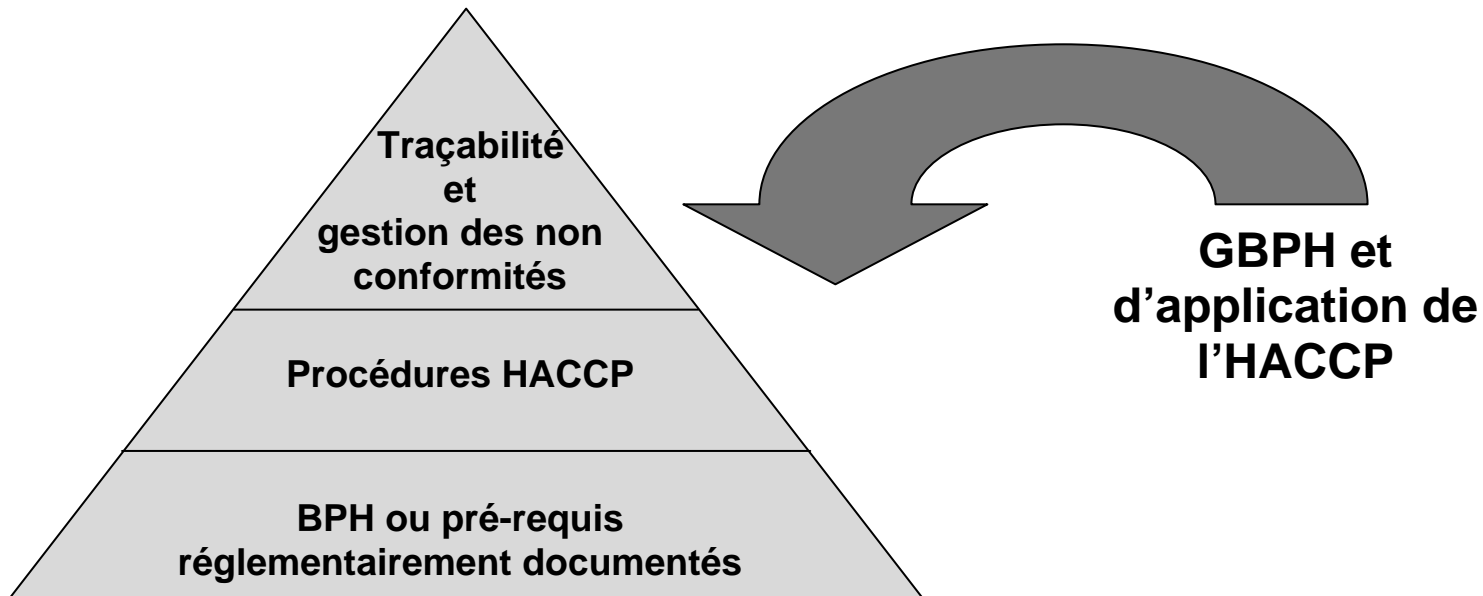 Traçabilité
et
gestion des non
conformités
Procédures HACCP
BPH ou pré-requis
réglementairement documentés
GBPH et
d’application de
l’HACCP